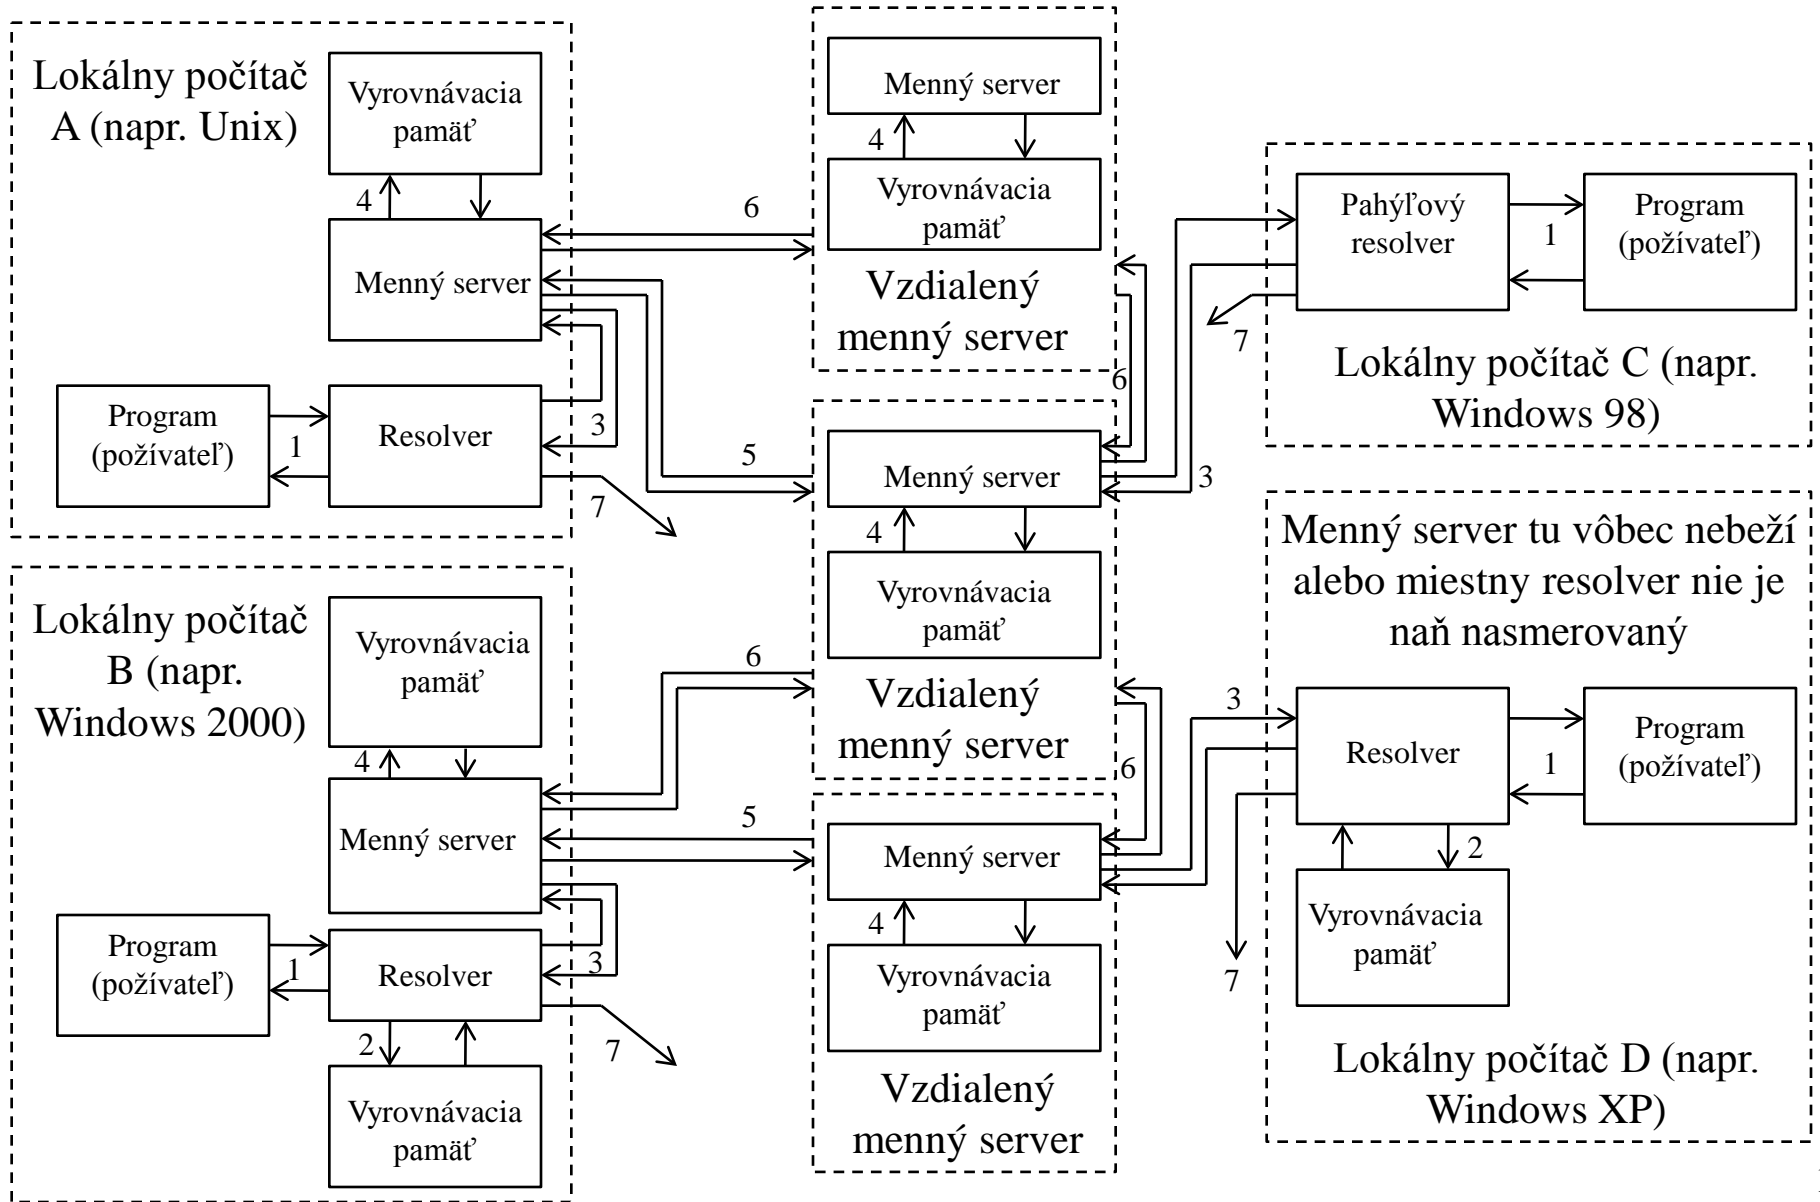 Lokálny počítač
A (napr. Unix)
Vyrovnávacia
pamäť
4
Menný server
Program
(požívateľ)
1
Resolver
3
7
6
5
Lokálny počítač
B (napr.
Windows 2000)
Vyrovnávacia
pamäť
4
Menný server
Program
(požívateľ)
1
Resolver
3
2
7
Vyrovnávacia
pamäť
6
5
Menný server
4
Vyrovnávacia
pamäť
Vzdialený
menný server
6
Menný server
4
Vyrovnávacia
pamäť
Vzdialený
menný server
6
Menný server
4
Vyrovnávacia
pamäť
Vzdialený
menný server
Pahýľový
resolver
1
Program
(požívateľ)
7
Lokálny počítač C (napr.
Windows 98)
3
Menný server tu vôbec nebeží
alebo miestny resolver nie je
naň nasmerovaný
3
Resolver
1
Program
(požívateľ)
2
Vyrovnávacia
pamäť
7
Lokálny počítač D (napr.
Windows XP)